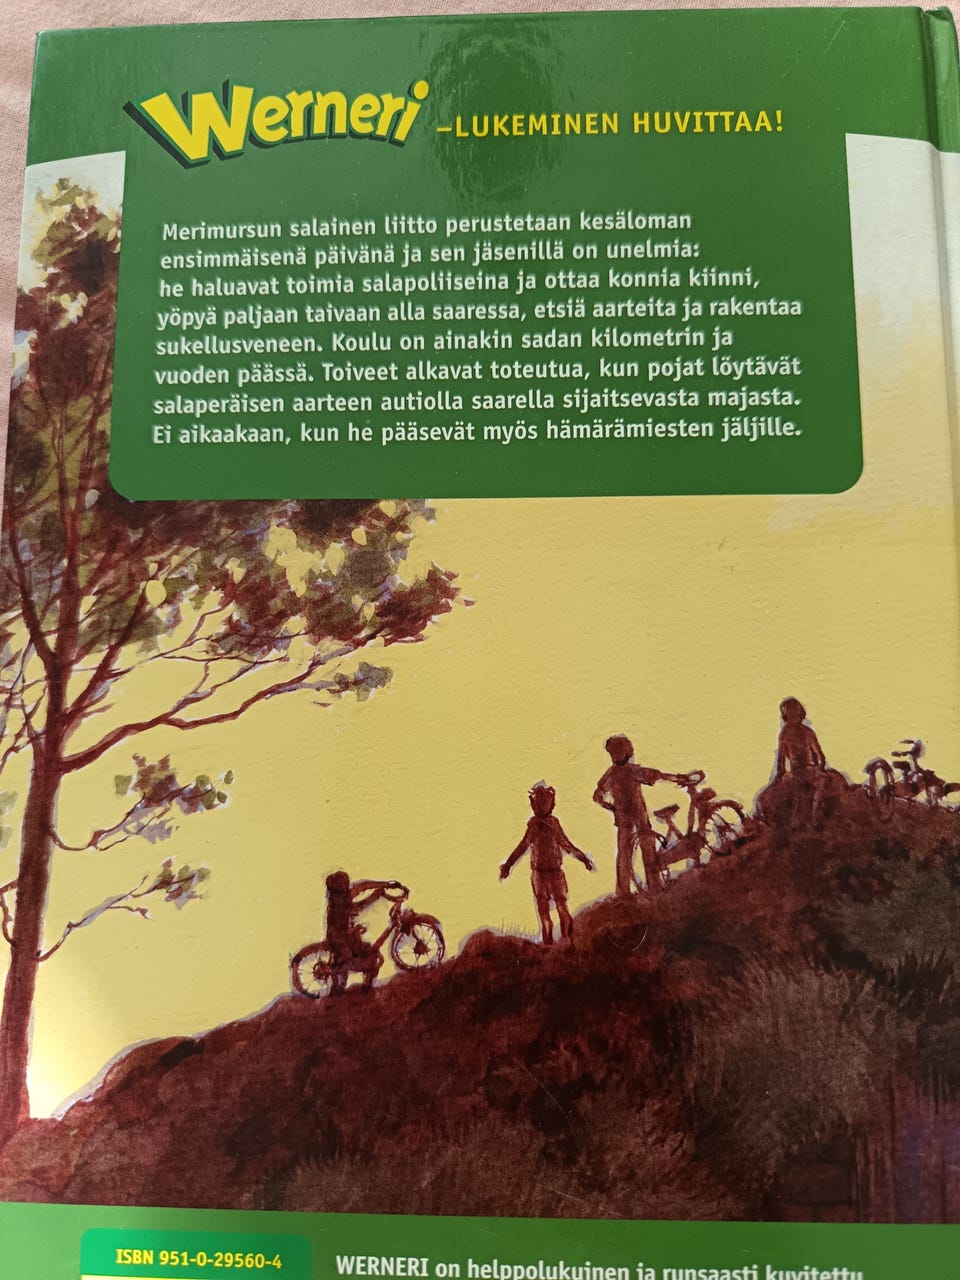 Werneri –LUKEMINEN HUVITTAA!
Merimursun salainen liitto perustetaan kesäloman
ensimmäisenä päivänä ja sen jäsenillä on unelmia:
he haluavat toimia salapoliiseina ja ottaa konnia kiinni,
yöpyä paljaan taivaan alla saaressa, etsiä aarteita ja rakentaa
sukellusveneen. Koulu on ainakin sadan kilometrin ja
vuoden päässä. Toiveet alkavat toteutua, kun pojat löytävät
salaperäisen aarteen autiolla saarella sijaitsevasta majasta.
Ei aikaakaan, kun he pääsevät myös hämärämiesten jäljille.
ISBN 951-0-29560-4
WERNERI on helppolukuinen ja runsaasti kuvitettu